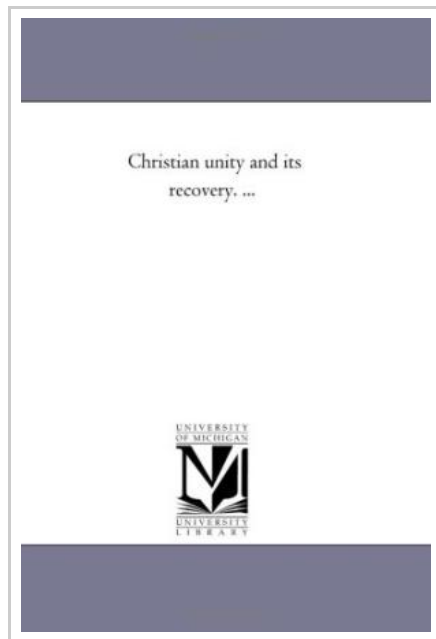 Christian unity and its
recovery. ...
UNIVERSITY
OF MICHIGAN
UNIVERSITY
LIBRARY